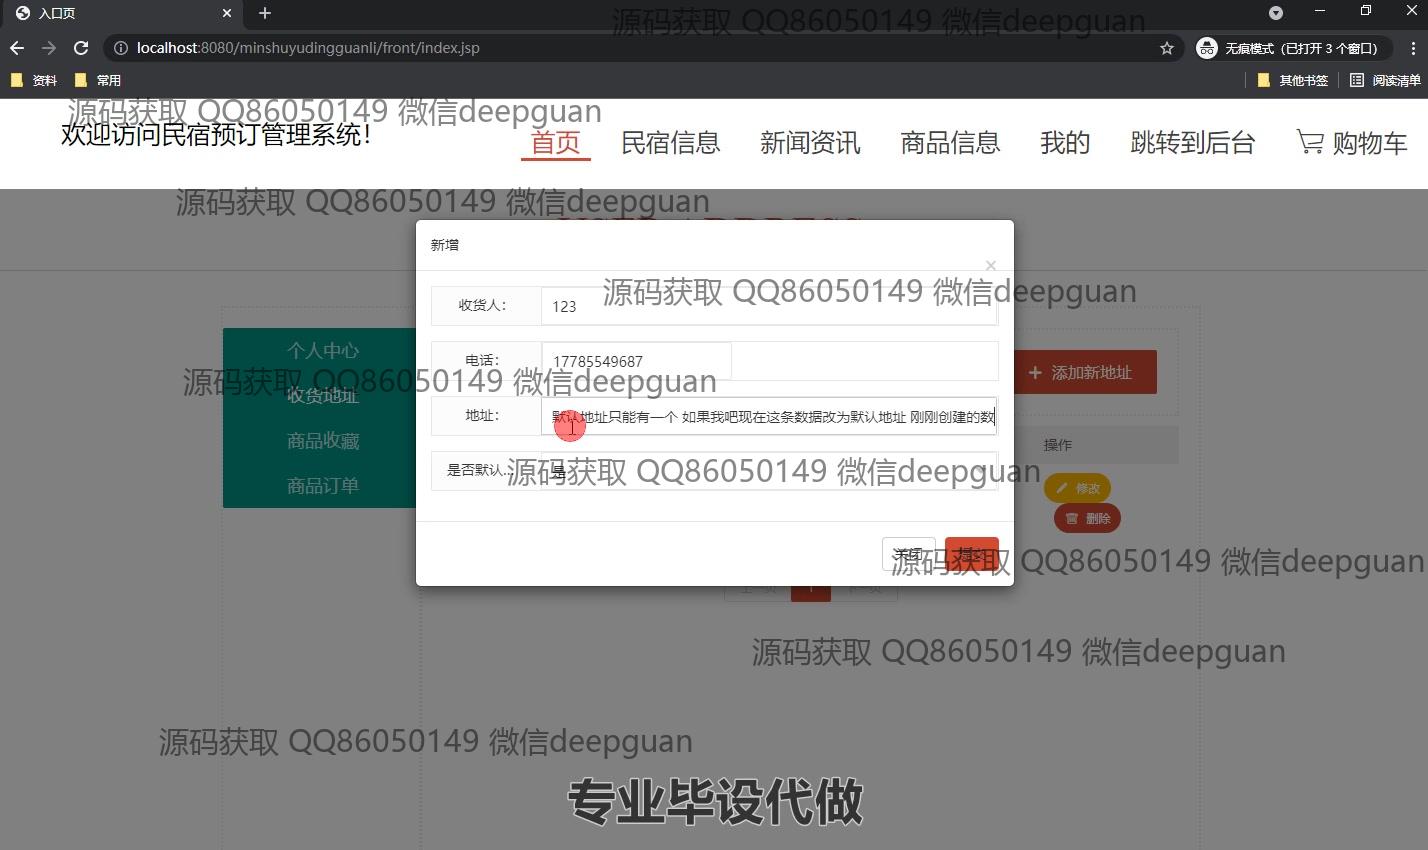 入口页
localhost:8080/minshuyudingguanli/front/index.jsp
无痕模式（已打开 3 个窗口）
资料
常用
其他书签
阅读清单
源码获取 QQ86050149 微信deepguan
源码获取 QQ86050149 微信deepguan
欢迎访问民宿预订管理系统！
首页
民宿信息
新闻资讯
商品信息
我的
跳转到后台
购物车
源码获取 QQ86050149 微信deepguan
新增
×
源码获取 QQ86050149 微信deepguan
收货人：
123
个人中心
电话：
17785549687
添加新地址
源码获取 QQ86050149 微信deepguan
收货地址
地址：
默认地址只能有一个 如果我吧现在这条数据改为默认地址 刚刚创建的数
商品收藏
操作
是否默认...
是
源码获取 QQ86050149 微信deepguan
商品订单
修改
删除
关闭
提交
源码获取 QQ86050149 微信deepguan
上一页
1
下一页
源码获取 QQ86050149 微信deepguan
源码获取 QQ86050149 微信deepguan
专业毕设代做